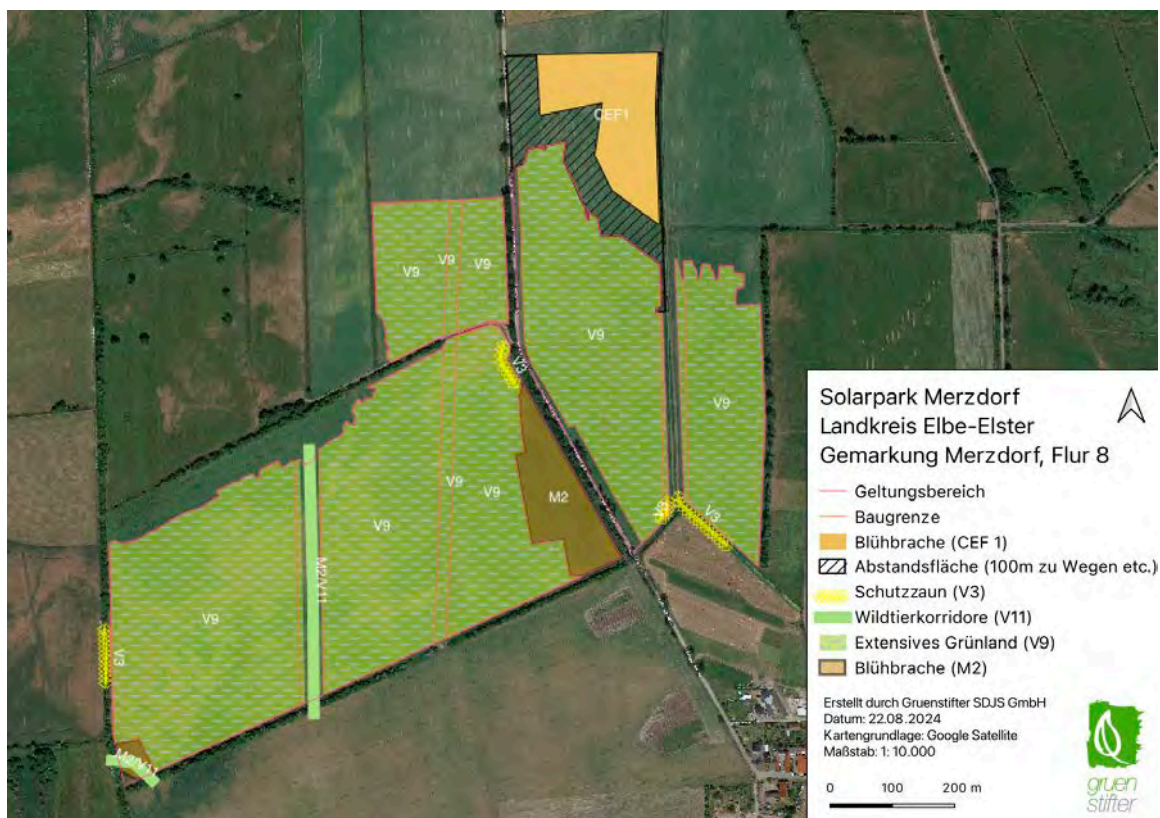 CEF1
V9
V9
V9
V9
V3
V9
V9
V9
M2
V9
V3
V3
M2/V11
V9
V3
M2/V11
Solarpark Merzdorf
Landkreis Elbe-Elster
Gemarkung Merzdorf, Flur 8
Geltungsbereich
Baugrenze
Blühbrache (CEF 1)
Abstandsfläche (100m zu Wegen etc.)
Schutzzaun (V3)
Wildtierkorridore (V11)
Extensives Grünland (V9)
Blühbrache (M2)
Erstellt durch Gruenstifter SDJS GmbH
Datum: 22.08.2024
Kartengrundlage: Google Satellite
Maßstab: 1: 10.000
0 100 200 m
gruen
stifter